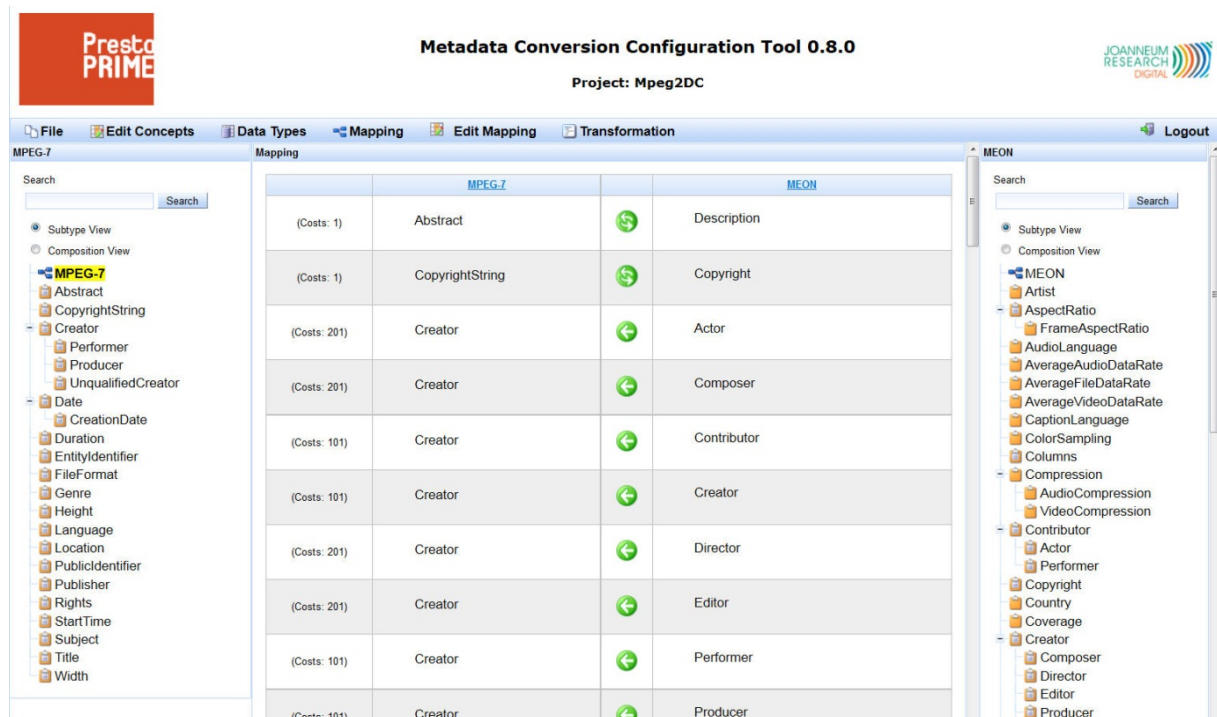 Presto
PRIME
Metadata Conversion Configuration Tool 0.8.0
Project: Mpeg2DC
JOANNEUM
RESEARCH
DIGITAL
File Edit Concepts Data Types Mapping Edit Mapping Transformation Logout
MPEG-7
Search
Search
Subtype View
Composition View
MPEG-7
Abstract
CopyrightString
Creator
Performer
Producer
UnqualifiedCreator
Date
CreationDate
Duration
EntityIdentifier
FileFormat
Genre
Height
Language
Location
PublicIdentifier
Publisher
Rights
StartTime
Subject
Title
Width
Mapping
MPEG-7 MEON
(Costs: 1) Abstract Description
(Costs: 1) CopyrightString Copyright
(Costs: 201) Creator Actor
(Costs: 201) Creator Composer
(Costs: 101) Creator Contributor
(Costs: 101) Creator Creator
(Costs: 201) Creator Director
(Costs: 201) Creator Editor
(Costs: 101) Creator Performer
(Costs: 101) Creator Producer
MEON
Search
Search
Subtype View
Composition View
MEON
Artist
AspectRatio
FrameAspectRatio
AudioLanguage
AverageAudioDataRate
AverageFileDataRate
AverageVideoDataRate
CaptionLanguage
ColorSampling
Columns
Compression
AudioCompression
VideoCompression
Contributor
Actor
Performer
Copyright
Country
Coverage
Creator
Composer
Director
Editor
Producer